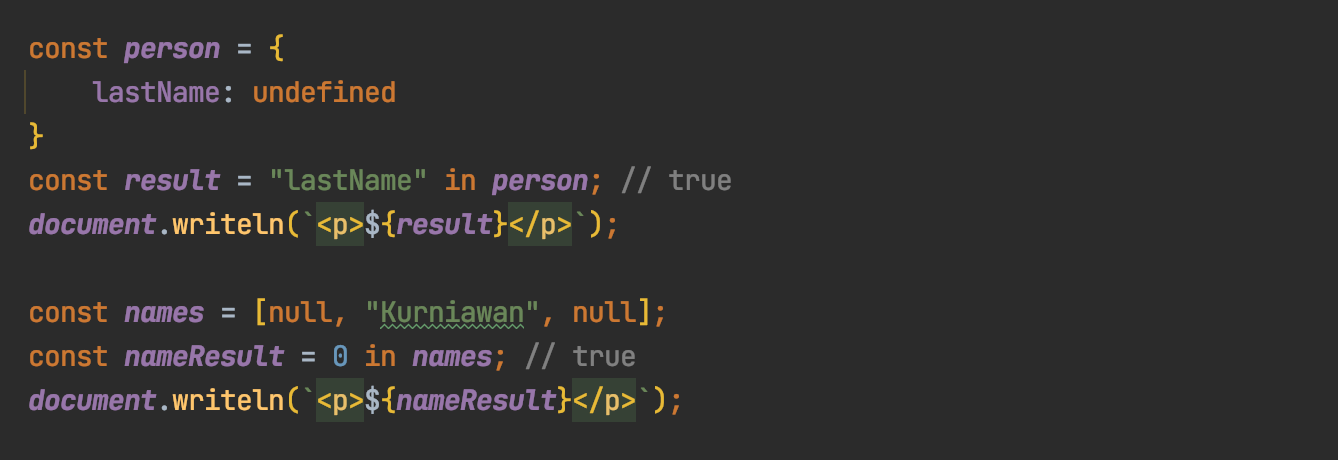 const person = {
    lastName: undefined
}
const result = "lastName" in person; // true
document.writeln(`<p>${result}</p>`);

const names = [null, "Kurniawan", null];
const nameResult = 0 in names; // true
document.writeln(`<p>${nameResult}</p>`);